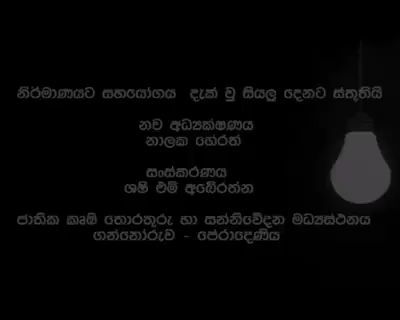 නිර්මාණයට සහයෝගය දැක් වූ සියලු දෙනට ස්තුතියි
නව අධ්‍යක්ෂණය
නාලක හේරත්
සංස්කරණය
ශෂි එම් අබේරත්න
ජාතික කෘෂි තොරතුරු හා සන්නිවේදන මධ්‍යස්ථනය
ගන්නෝරුව - පේරාදෙණිය